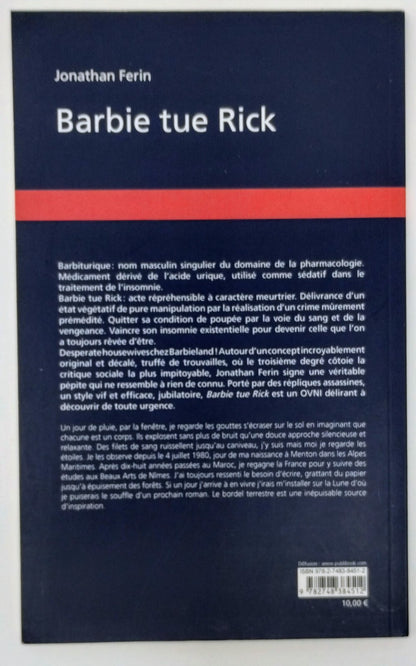 Jonathan Ferin
Barbie tue Rick
Barbiturique : nom masculin singulier du domaine de la pharmacologie.
Médicament dérivé de l'acide urique, utilisé comme sédatif dans le
traitement de l'insomnie.
Barbie tue Rick : acte répréhensible à caractère meurtrier. Délivrance d'un
état végétatif de pure manipulation par la réalisation d'un crime mûrement
prémédité. Quitter sa condition de poupée par la voie du sang et de la
vengeance. Vaincre son insomnie existentielle pour devenir celle que l'on
a toujours rêvée d'être.
Desperate housewives chez Barbieland ! Autour d'un concept incroyablement
original et décalé, truffé de trouvailles, où le troisième degré côtoie la
critique sociale la plus impitoyable, Jonathan Ferin signe une véritable
pépite qui ne ressemble à rien de connu. Porté par des répliques assassines,
un style vif et efficace, jubilatoire, Barbie tue Rick est un OVNI délirant à
découvrir de toute urgence.
Un jour de pluie, par la fenêtre, je regarde les gouttes s'écraser sur le sol en imaginant que
chacune est un corps. Ils explosent sans plus de bruit qu'une douce approche silencieuse et
relaxante. Des filets de sang ruissellent jusqu'au caniveau, j'y suis mais moi je regarde les
étoiles. Je les observe depuis le 4 juillet 1980, jour de ma naissance à Menton dans les Alpes
Maritimes. Après dix-huit années passées au Maroc, je regagne la France pour y suivre des
études aux Beaux Arts de Nîmes. J'ai toujours ressenti le besoin d'écrire, grattant du papier
jusqu'à épuisement des forêts. Si un jour j'arrive à en vivre j'irais m'installer sur la Lune d'où
je puiserais le souffle d'un prochain roman. Le bordel terrestre est une inépuisable source
d'inspiration.
Diffusion : www.publibook.com
ISBN 978-2-7483-8451-2
9 782748 384512
10,00 €